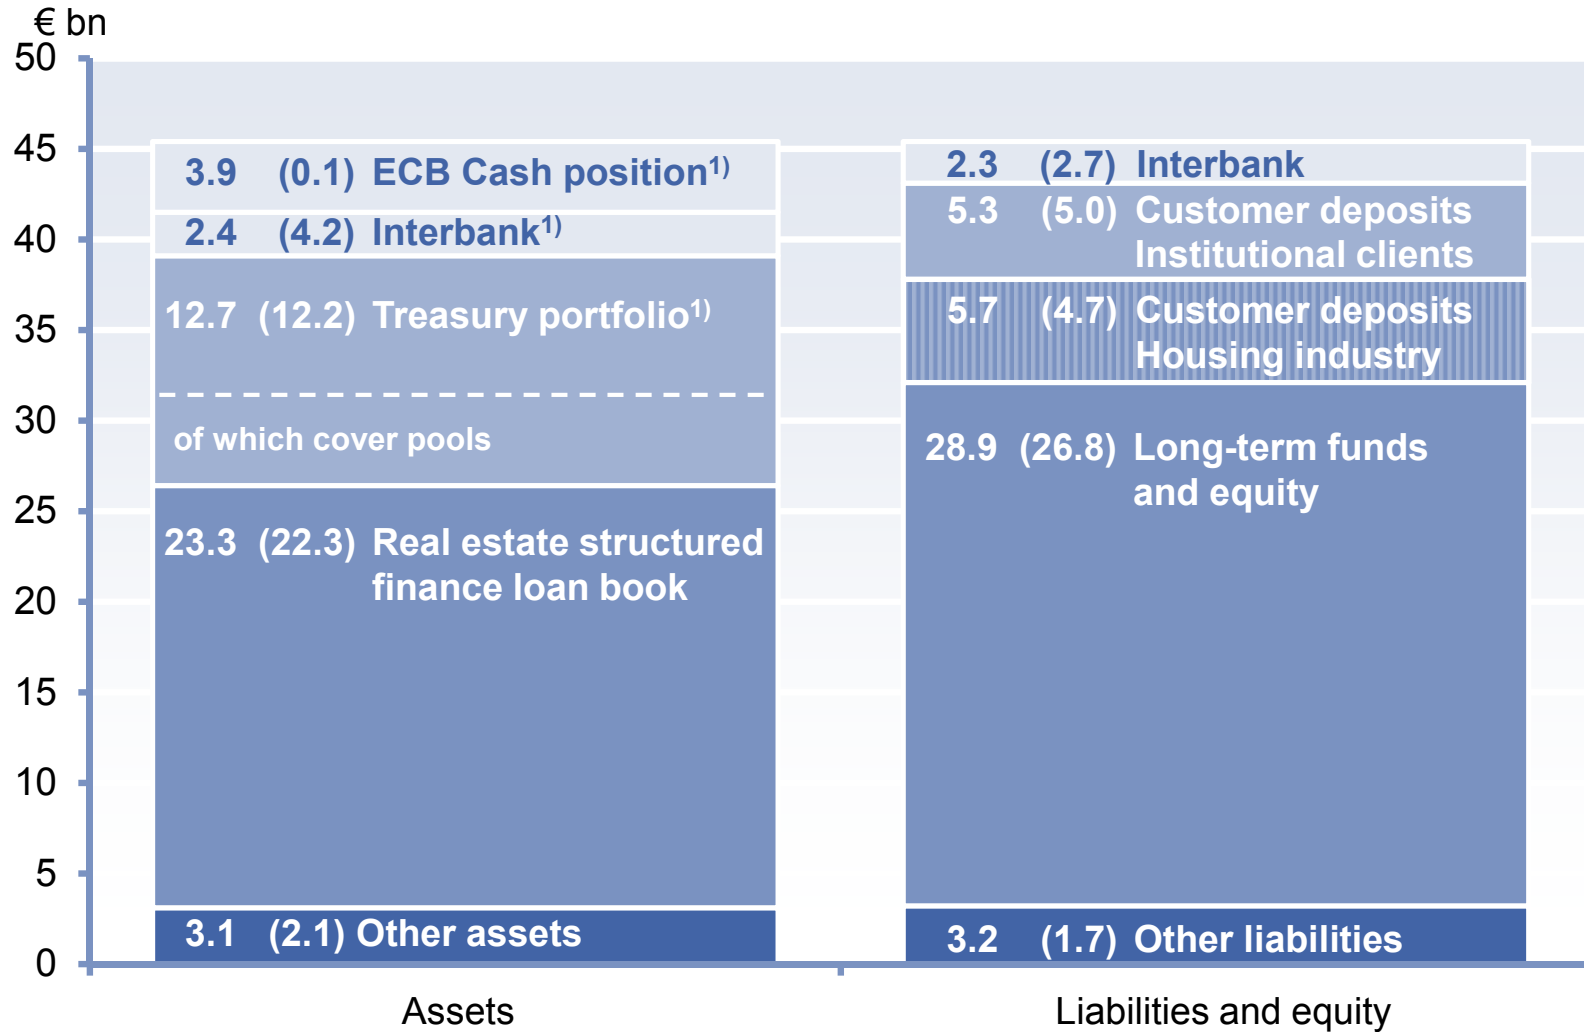 € bn
50
45
40
35
30
25
20
15
10
5
0
3.9 (0.1) ECB Cash position1)
2.4 (4.2) Interbank1)
12.7 (12.2) Treasury portfolio1)
of which cover pools
23.3 (22.3) Real estate structured
finance loan book
3.1 (2.1) Other assets
2.3 (2.7) Interbank
5.3 (5.0) Customer deposits
Institutional clients
5.7 (4.7) Customer deposits
Housing industry
28.9 (26.8) Long-term funds
and equity
3.2 (1.7) Other liabilities
Assets
Liabilities and equity